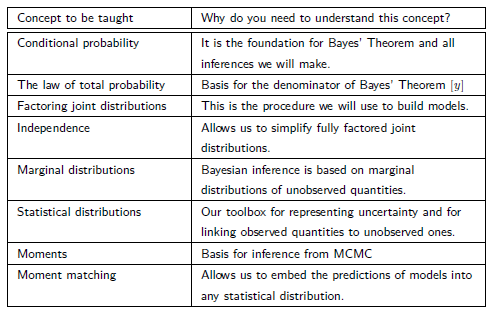 Concept to be taught Why do you need to understand this concept?
Conditional probability It is the foundation for Bayes' Theorem and all
inferences we will make.
The law of total probability Basis for the denominator of Bayes' Theorem [y]
Factoring joint distributions This is the procedure we will use to build models.
Independence Allows us to simplify fully factored joint
distributions.
Marginal distributions Bayesian inference is based on marginal
distributions of unobserved quantities.
Statistical distributions Our toolbox for representing uncertainty and for
linking observed quantities to unobserved ones.
Moments Basis for inference from MCMC
Moment matching Allows us to embed the predictions of models into
any statistical distribution.